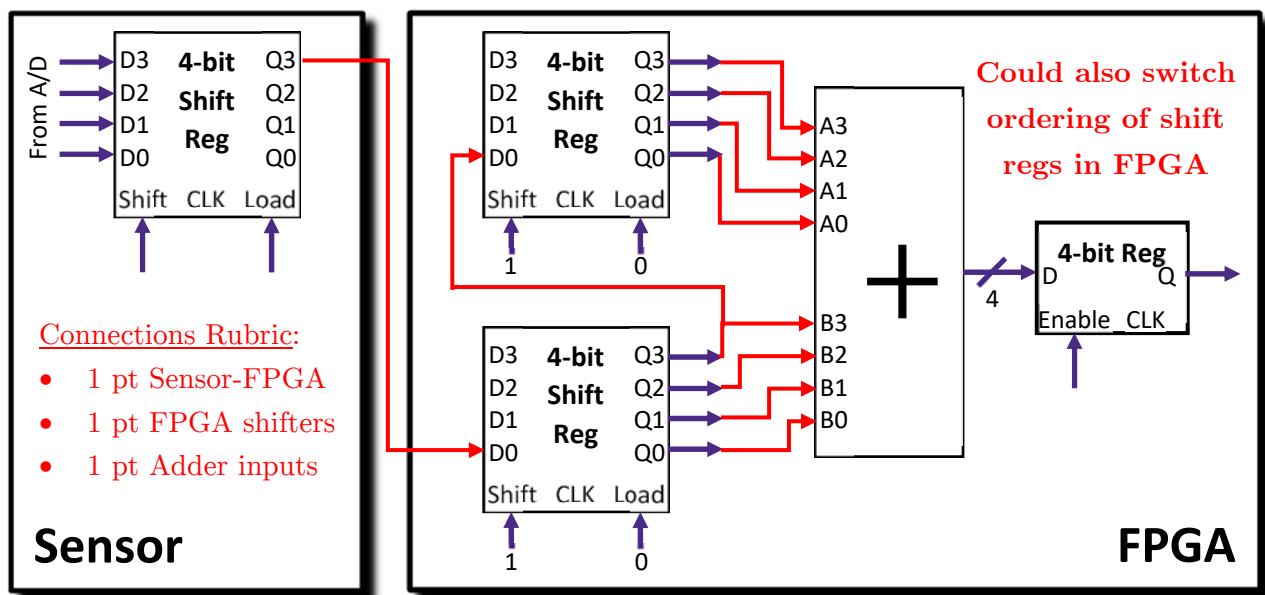 From A/D
D3 4-bit Q3
D2 Shift Q2
D1 Reg Q1
D0 Q0
Shift CLK Load
Connections Rubric:
• 1 pt Sensor-FPGA
• 1 pt FPGA shifters
• 1 pt Adder inputs
Sensor
D3 4-bit Q3
D2 Shift Q2
D1 Reg Q1
D0 Q0
Shift CLK Load
1 0
D3 4-bit Q3
D2 Shift Q2
D1 Reg Q1
D0 Q0
Shift CLK Load
1 0
A3
A2
A1
A0
+
B3
B2
B1
B0
4
Could also switch
ordering of shift
regs in FPGA
4-bit Reg
D Q
Enable CLK
FPGA